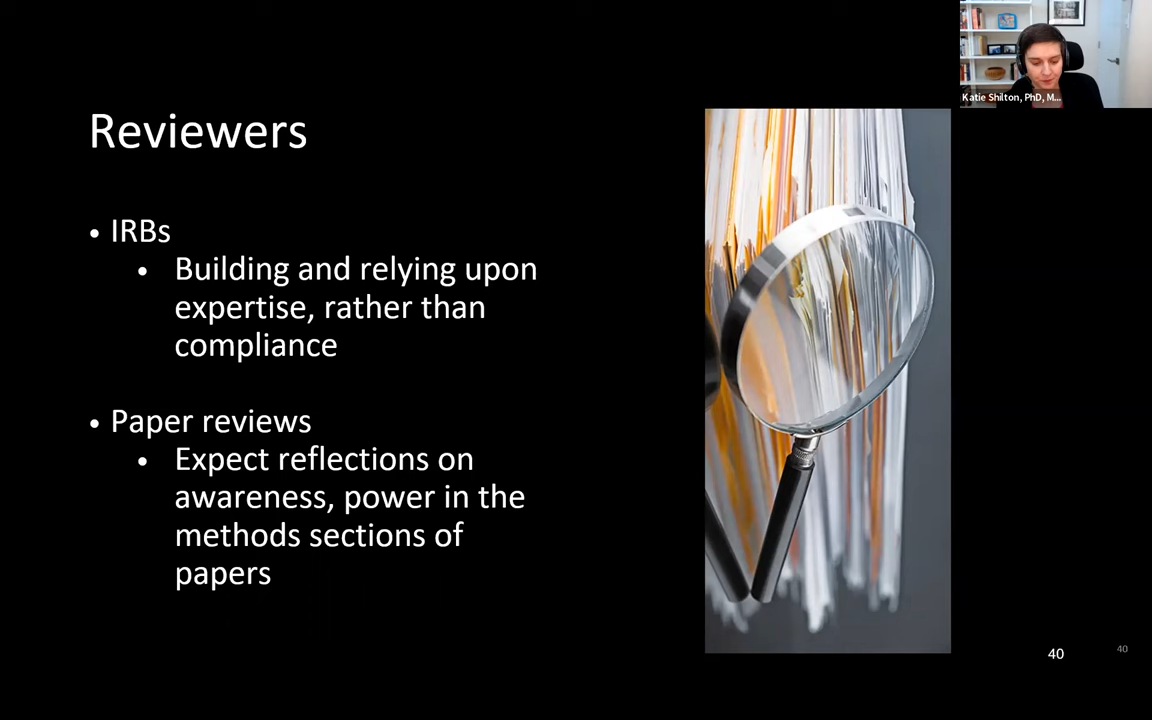 Katie Shilton, PhD, M...
Reviewers
• IRBs
• Building and relying upon
expertise, rather than
compliance
• Paper reviews
• Expect reflections on
awareness, power in the
methods sections of
papers
40
40